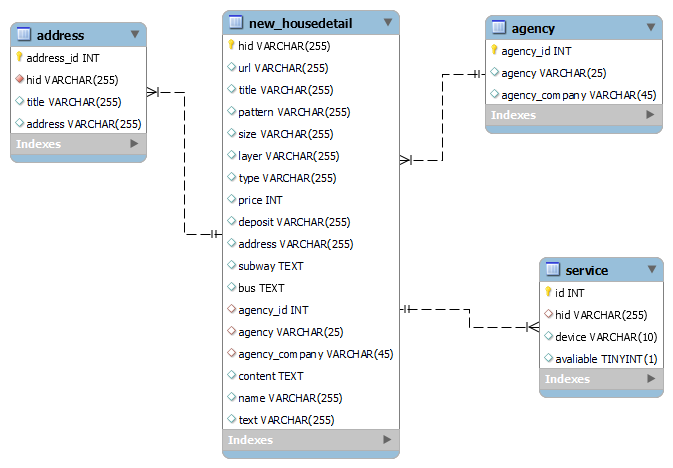 address
address_id INT
hid VARCHAR(255)
title VARCHAR(255)
address VARCHAR(255)
Indexes
new_housedetail
hid VARCHAR(255)
url VARCHAR(255)
title VARCHAR(255)
pattern VARCHAR(255)
size VARCHAR(255)
layer VARCHAR(255)
type VARCHAR(255)
price INT
deposit VARCHAR(255)
address VARCHAR(255)
subway TEXT
bus TEXT
agency_id INT
agency VARCHAR(25)
agency_company VARCHAR(45)
content TEXT
name VARCHAR(255)
text VARCHAR(255)
Indexes
agency
agency_id INT
agency VARCHAR(25)
agency_company VARCHAR(45)
Indexes
service
id INT
hid VARCHAR(255)
device VARCHAR(10)
avaliable TINYINT(1)
Indexes